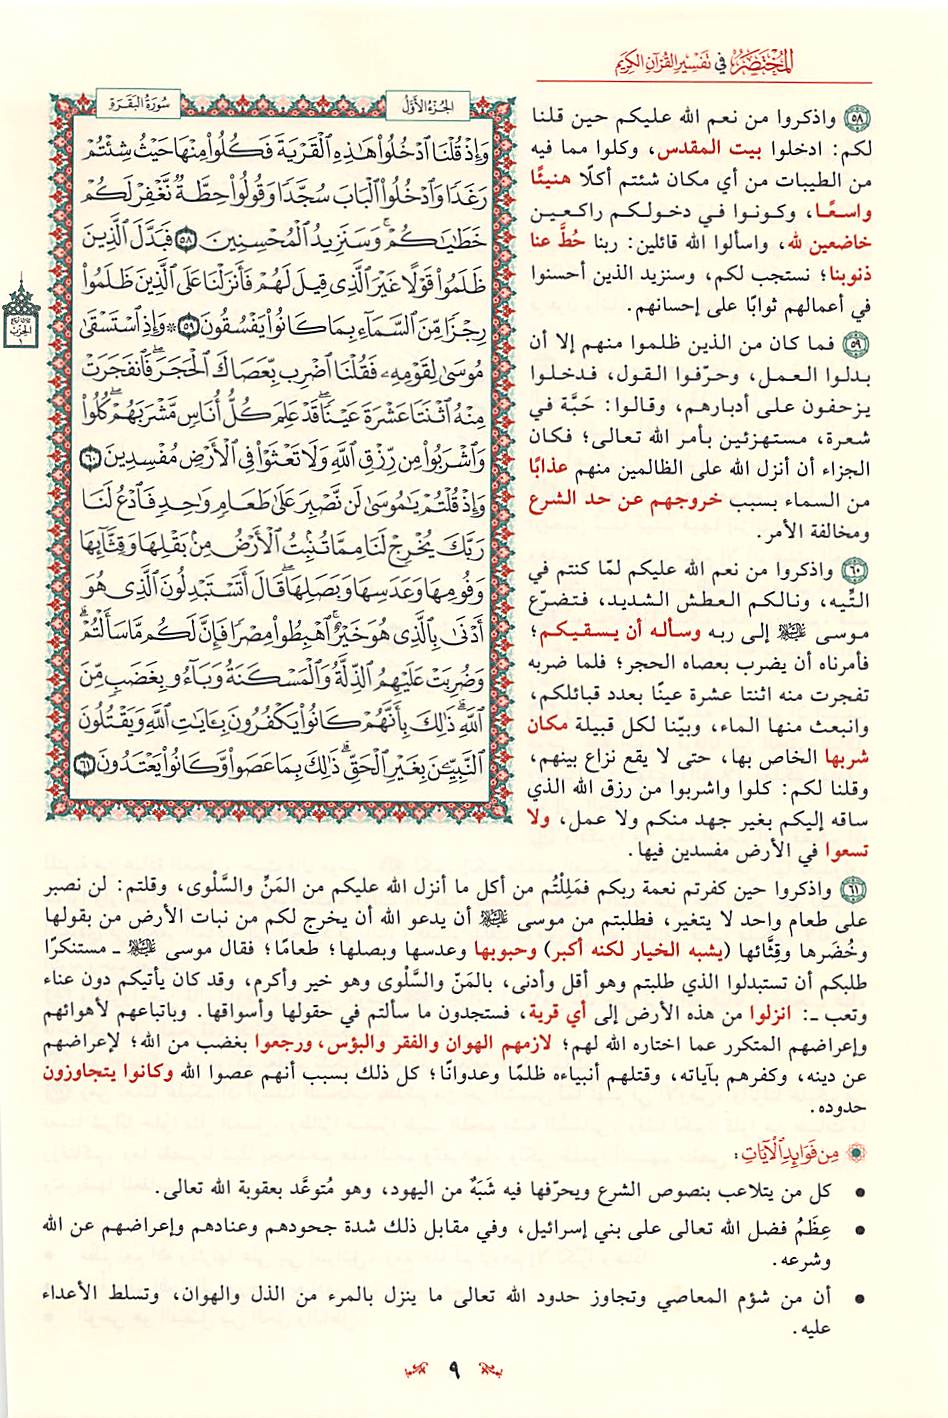 المختصر في تفسير القرآن الكريم
الجزء الأول
سورة البقرة
وَإِذْ قُلْنَا ٱدْخُلُوا۟ هَٰذِهِ ٱلْقَرْيَةَ فَكُلُوا۟ مِنْهَا حَيْثُ شِئْتُمْ
رَغَدًا وَٱدْخُلُوا۟ ٱلْبَابَ سُجَّدًا وَقُولُوا۟ حِطَّةٌ نَّغْفِرْ لَكُمْ
خَطَٰيَٰكُمْ ۚ وَسَنَزِيدُ ٱلْمُحْسِنِينَ ٥٨ فَبَدَّلَ ٱلَّذِينَ
ظَلَمُوا۟ قَوْلًا غَيْرَ ٱلَّذِى قِيلَ لَهُمْ فَأَنزَلْنَا عَلَى ٱلَّذِينَ ظَلَمُوا۟
رِجْزًا مِّنَ ٱلسَّمَآءِ بِمَا كَانُوا۟ يَفْسُقُونَ ٥٩ ۞ وَإِذِ ٱسْتَسْقَىٰ
مُوسَىٰ لِقَوْمِهِۦ فَقُلْنَا ٱضْرِب بِّعَصَاكَ ٱلْحَجَرَ ۖ فَٱنفَجَرَتْ
مِنْهُ ٱثْنَتَا عَشْرَةَ عَيْنًا ۖ قَدْ عَلِمَ كُلُّ أُنَاسٍ مَّشْرَبَهُمْ ۖ كُلُوا۟
وَٱشْرَبُوا۟ مِن رِّزْقِ ٱللَّهِ وَلَا تَعْثَوْا۟ فِى ٱلْأَرْضِ مُفْسِدِينَ ٦٠
وَإِذْ قُلْتُمْ يَٰمُوسَىٰ لَن نَّصْبِرَ عَلَىٰ طَعَامٍ وَٰحِدٍ فَٱدْعُ لَنَا
رَبَّكَ يُخْرِجْ لَنَا مِمَّا تُنۢبِتُ ٱلْأَرْضُ مِنۢ بَقْلِهَا وَقِثَّآئِهَا
وَفُومِهَا وَعَدَسِهَا وَبَصَلِهَا ۖ قَالَ أَتَسْتَبْدِلُونَ ٱلَّذِى هُوَ
أَدْنَىٰ بِٱلَّذِى هُوَ خَيْرٌ ۚ ٱهْبِطُوا۟ مِصْرًا فَإِنَّ لَكُم مَّا سَأَلْتُمْ ۗ
وَضُرِبَتْ عَلَيْهِمُ ٱلذِّلَّةُ وَٱلْمَسْكَنَةُ وَبَآءُو بِغَضَبٍ مِّنَ
ٱللَّهِ ۗ ذَٰلِكَ بِأَنَّهُمْ كَانُوا۟ يَكْفُرُونَ بِـَٔايَٰتِ ٱللَّهِ وَيَقْتُلُونَ
ٱلنَّبِيِّـۧنَ بِغَيْرِ ٱلْحَقِّ ۗ ذَٰلِكَ بِمَا عَصَوا۟ وَّكَانُوا۟ يَعْتَدُونَ ٦١
٥٨ واذكروا من نعم الله عليكم حين قلنا
لكم: ادخلوا بيت المقدس، وكلوا مما فيه
من الطيبات من أي مكان شئتم أكلًا هنيئًا
واسعًا، وكونوا في دخولكم راكعين
خاضعين لله، واسألوا الله قائلين: ربنا حُطَّ عنا
ذنوبنا؛ نستجب لكم، وسنزيد الذين أحسنوا
في أعمالهم ثوابًا على إحسانهم.
٥٩ فما كان من الذين ظلموا منهم إلا أن
بدلوا العمل، وحرّفوا القول، فدخلوا
يزحفون على أدبارهم، وقالوا: حَبَّة في
شعرة، مستهزئين بأمر الله تعالى؛ فكان
الجزاء أن أنزل الله على الظالمين منهم عذابًا
من السماء بسبب خروجهم عن حد الشرع
ومخالفة الأمر.
٦٠ واذكروا من نعم الله عليكم لمّا كنتم في
التِّيه، ونالكم العطش الشديد، فتضرّع
موسى ﵇ إلى ربه وسأله أن يسقيكم؛
فأمرناه أن يضرب بعصاه الحجر؛ فلما ضربه
تفجرت منه اثنتا عشرة عينًا بعدد قبائلكم،
وانبعث منها الماء، وبيّنا لكل قبيلة مكان
شربها الخاص بها، حتى لا يقع نزاع بينهم،
وقلنا لكم: كلوا واشربوا من رزق الله الذي
ساقه إليكم بغير جهد منكم ولا عمل، ولا
تسعوا في الأرض مفسدين فيها.
٦١ واذكروا حين كفرتم نعمة ربكم فمَلِلْتُم من أكل ما أنزل الله عليكم من المَنِّ والسَّلْوى، وقلتم: لن نصبر
على طعام واحد لا يتغير، فطلبتم من موسى ﵇ أن يدعو الله أن يخرج لكم من نبات الأرض من بقولها
وخُضَرها وقِثَّائها (يشبه الخيار لكنه أكبر) وحبوبها وعدسها وبصلها؛ طعامًا؛ فقال موسى ﵇ ـ مستنكرًا
طلبكم أن تستبدلوا الذي طلبتم وهو أقل وأدنى، بالمَنّ والسَّلْوى وهو خير وأكرم، وقد كان يأتيكم دون عناء
وتعب ـ: انزلوا من هذه الأرض إلى أي قرية، فستجدون ما سألتم في حقولها وأسواقها. وباتباعهم لأهوائهم
وإعراضهم المتكرر عما اختاره الله لهم؛ لازمهم الهوان والفقر والبؤس، ورجعوا بغضب من الله؛ لإعراضهم
عن دينه، وكفرهم بآياته، وقتلهم أنبياءه ظلمًا وعدوانًا؛ كل ذلك بسبب أنهم عصوا الله وكانوا يتجاوزون
حدوده.
من فوائد الآيات:
• كل من يتلاعب بنصوص الشرع ويحرّفها فيه شَبَهٌ من اليهود، وهو مُتوعَّد بعقوبة الله تعالى.
• عِظَمُ فضل الله تعالى على بني إسرائيل، وفي مقابل ذلك شدة جحودهم وعنادهم وإعراضهم عن الله
وشرعه.
• أن من شؤم المعاصي وتجاوز حدود الله تعالى ما ينزل بالمرء من الذل والهوان، وتسلط الأعداء
عليه.
٩